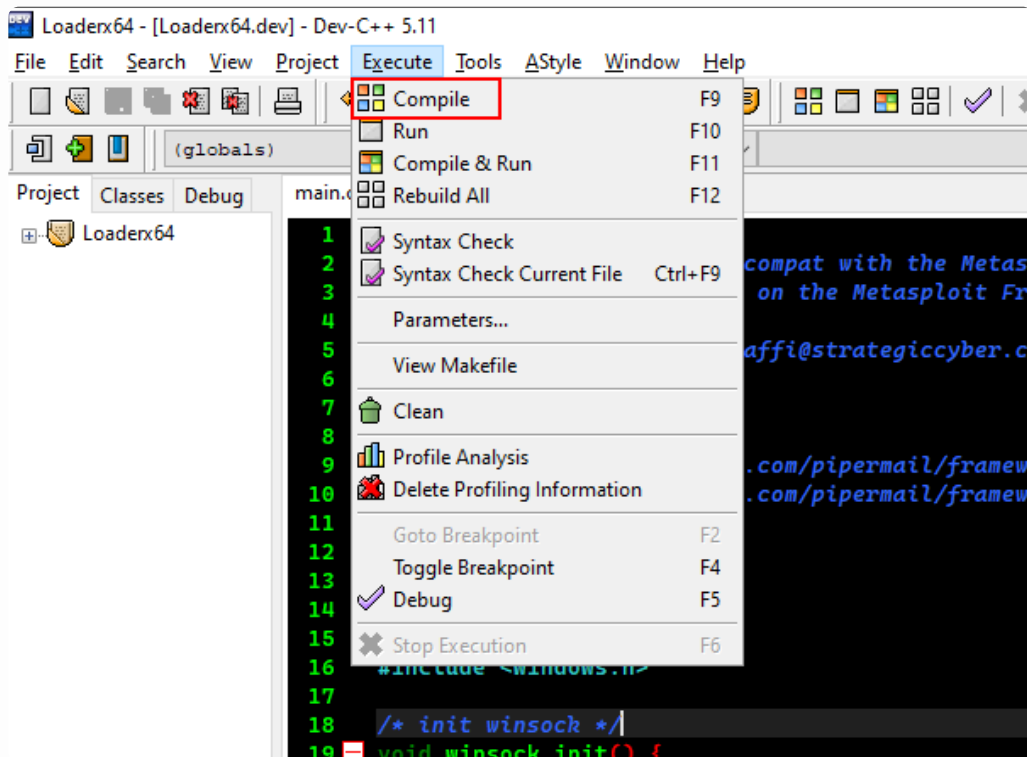 Loaderx64 - [Loaderx64.dev] - Dev-C++ 5.11
File Edit Search View Project Execute Tools AStyle Window Help
(globals)
Project Classes Debug
main.c
Loaderx64
Compile F9
Run F10
Compile & Run F11
Rebuild All F12
Syntax Check
Syntax Check Current File Ctrl+F9
Parameters...
View Makefile
Clean
Profile Analysis
Delete Profiling Information
Goto Breakpoint F2
Toggle Breakpoint F4
Debug F5
Stop Execution F6
1
2 compat with the Metas
3 on the Metasploit Fr
4
5 affi@strategiccyber.c
6
7
8
9 .com/pipermail/framew
10 .com/pipermail/framew
11
12
13
14
15
16 #include <windows.h>
17
18 /* init winsock */
19 void winsock_init() {